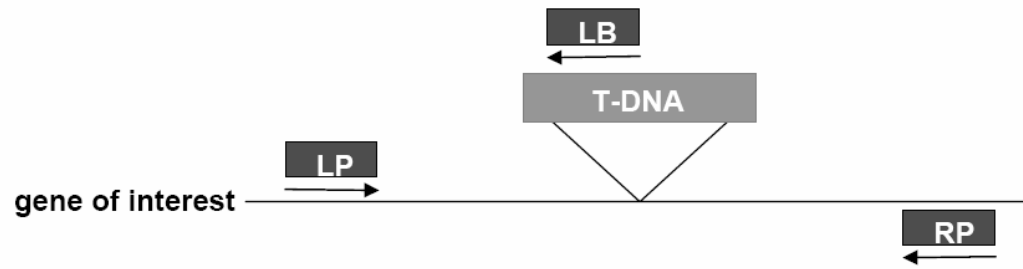 LB
T-DNA
LP
gene of interest
RP